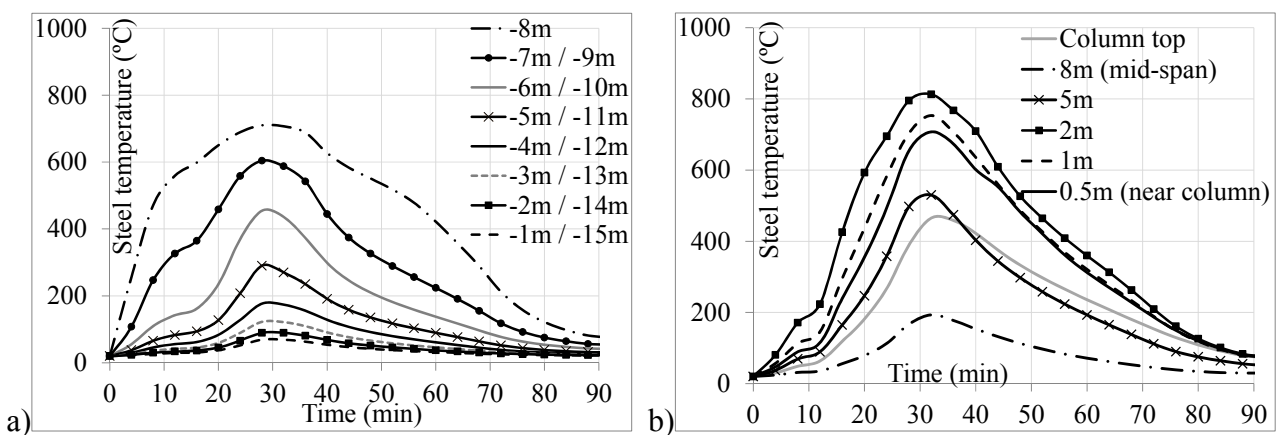 a)
Steel temperature (ºC)
1000
800
600
400
200
0
0 10 20 30 40 50 60 70 80 90
Time (min)
-8m
-7m / -9m
-6m / -10m
-5m / -11m
-4m / -12m
-3m / -13m
-2m / -14m
-1m / -15m
b)
Steel temperature (ºC)
1000
800
600
400
200
0
0 10 20 30 40 50 60 70 80 90
Time (min)
Column top
8m (mid-span)
5m
2m
1m
0.5m (near column)